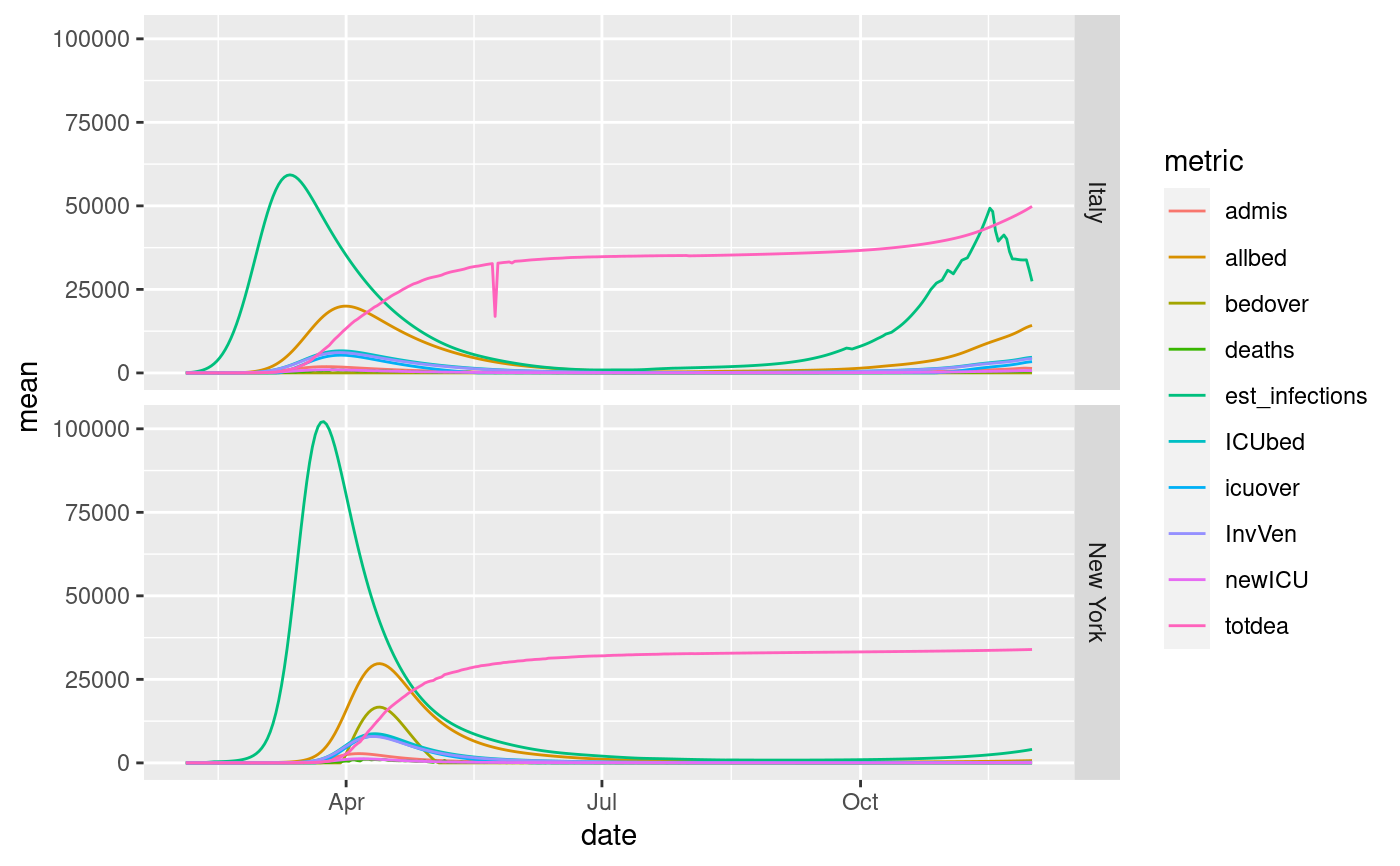 mean
100000
75000
50000
25000
0
Italy
100000
75000
50000
25000
0
New York
Apr
Jul
Oct
date
metric
admis
allbed
bedover
deaths
est_infections
ICUbed
icuover
InvVen
newICU
totdea